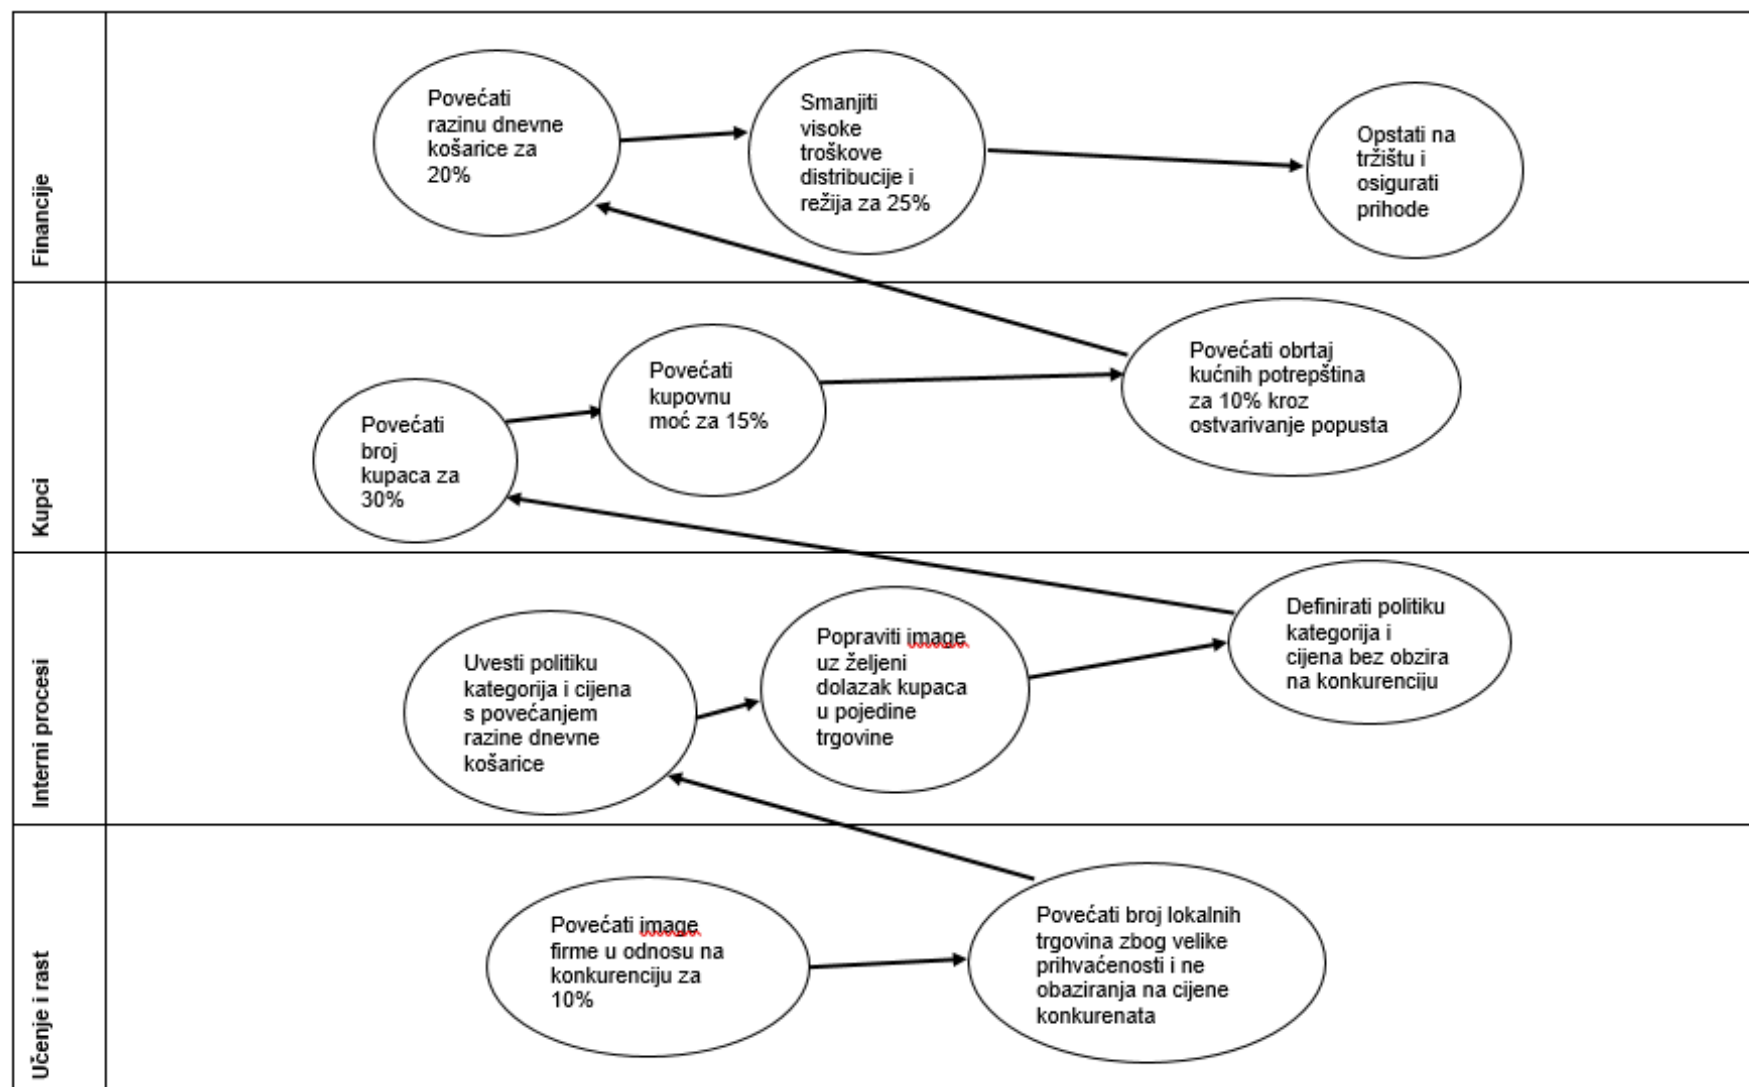 Financije
Povećati
razinu dnevne
košarice za
20%
Smanjiti
visoke
troškove
distribucije i
režija za 25%
Opstati na
tržištu i
osigurati
prihode
Kupci
Povećati
broj
kupaca za
30%
Povećati
kupovnu
moć za 15%
Povećati obrtaj
kućnih potrepština
za 10% kroz
ostvarivanje popusta
Interni procesi
Uvesti politiku
kategorija i cijena
s povećanjem
razine dnevne
košarice
Popraviti image
uz željeni
dolazak kupaca
u pojedine
trgovine
Definirati politiku
kategorija i
cijena bez obzira
na konkurenciju
Učenje i rast
Povećati image
firme u odnosu na
konkurenciju za
10%
Povećati broj lokalnih
trgovina zbog velike
prihvaćenosti i ne
obaziranja na cijene
konkurenata